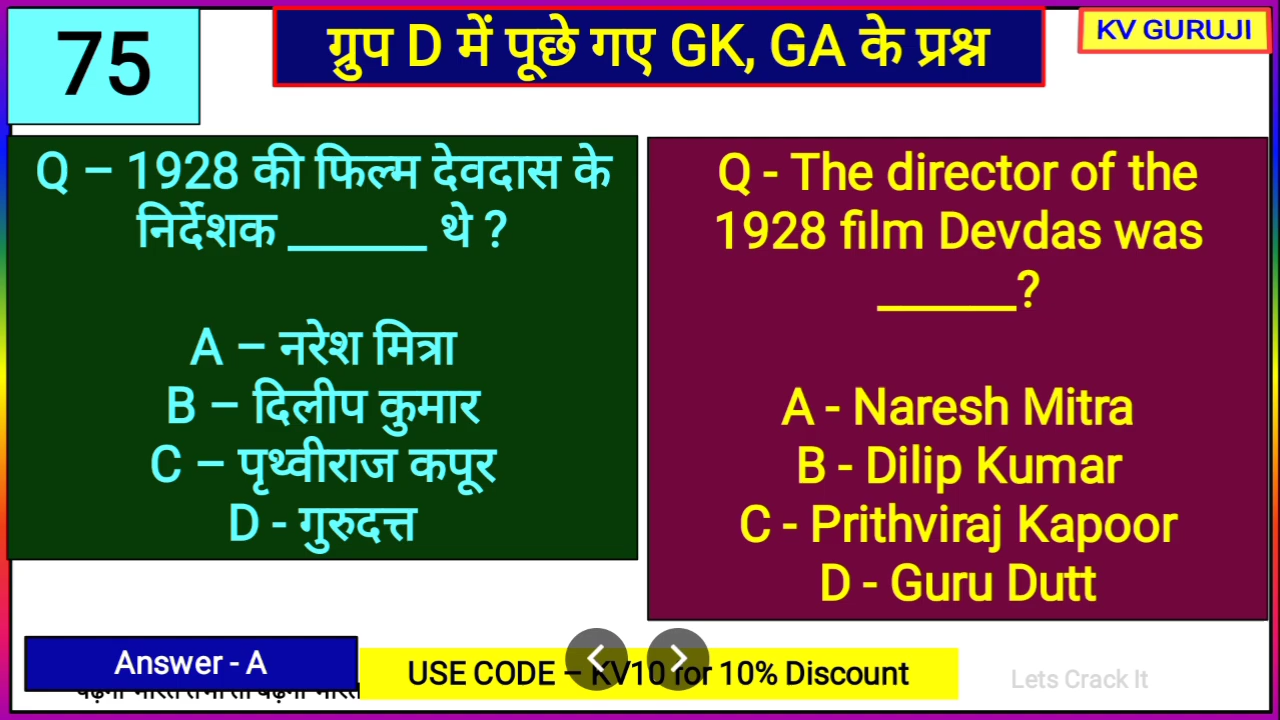 75
ग्रुप D में पूछे गए GK, GA के प्रश्न
KV GURUJI
Q – 1928 की फिल्म देवदास के
निर्देशक ______ थे ?
A – नरेश मित्रा
B – दिलीप कुमार
C – पृथ्वीराज कपूर
D - गुरुदत्त
Q - The director of the
1928 film Devdas was
______?
A - Naresh Mitra
B - Dilip Kumar
C - Prithviraj Kapoor
D - Guru Dutt
Answer - A
USE CODE – KV10 for 10% Discount
Lets Crack It